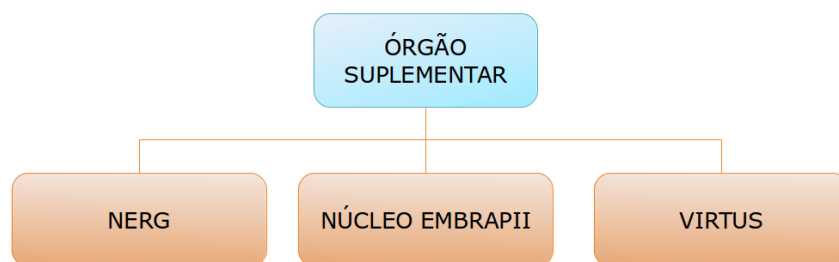 ÓRGÃO
SUPLEMENTAR
NERG
NÚCLEO EMBRAPII
VIRTUS